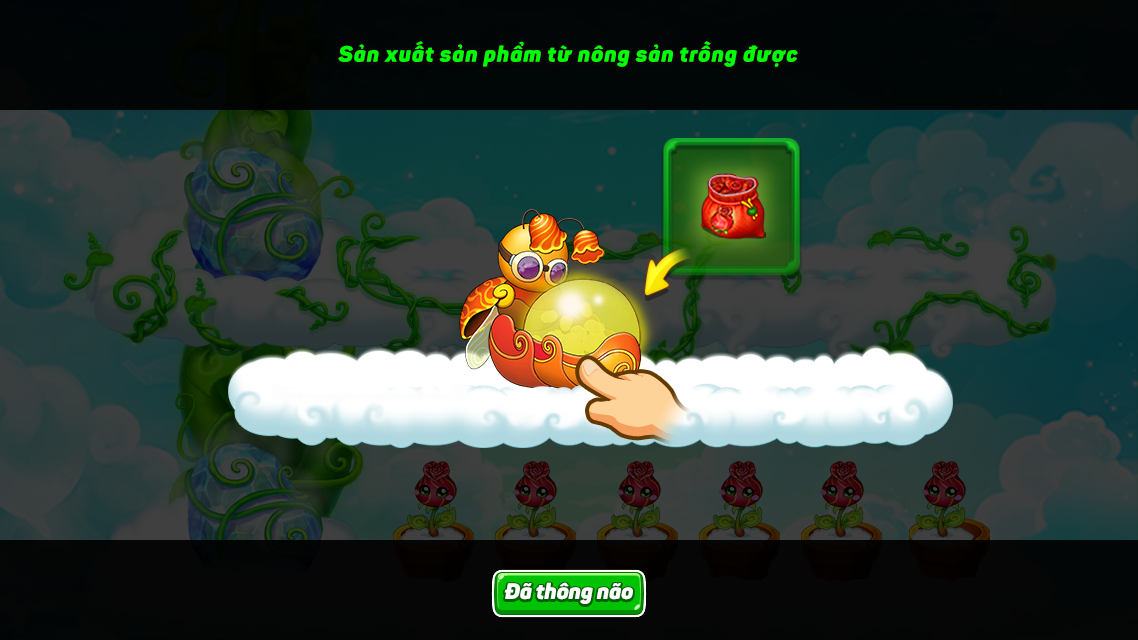 Sản xuất sản phẩm từ nông sản trồng được
Đã thông não